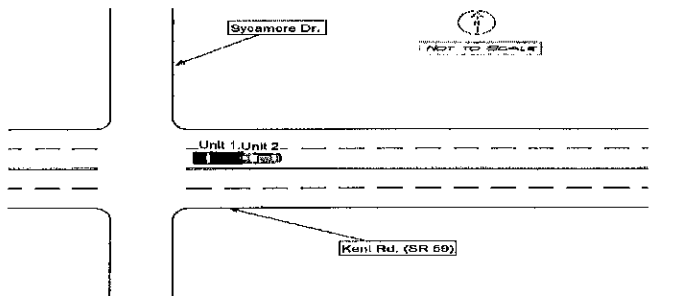 Sycamore Dr.
N
NOT TO SCALE
Unit 1 Unit 2
Kent Rd. (SR 59)